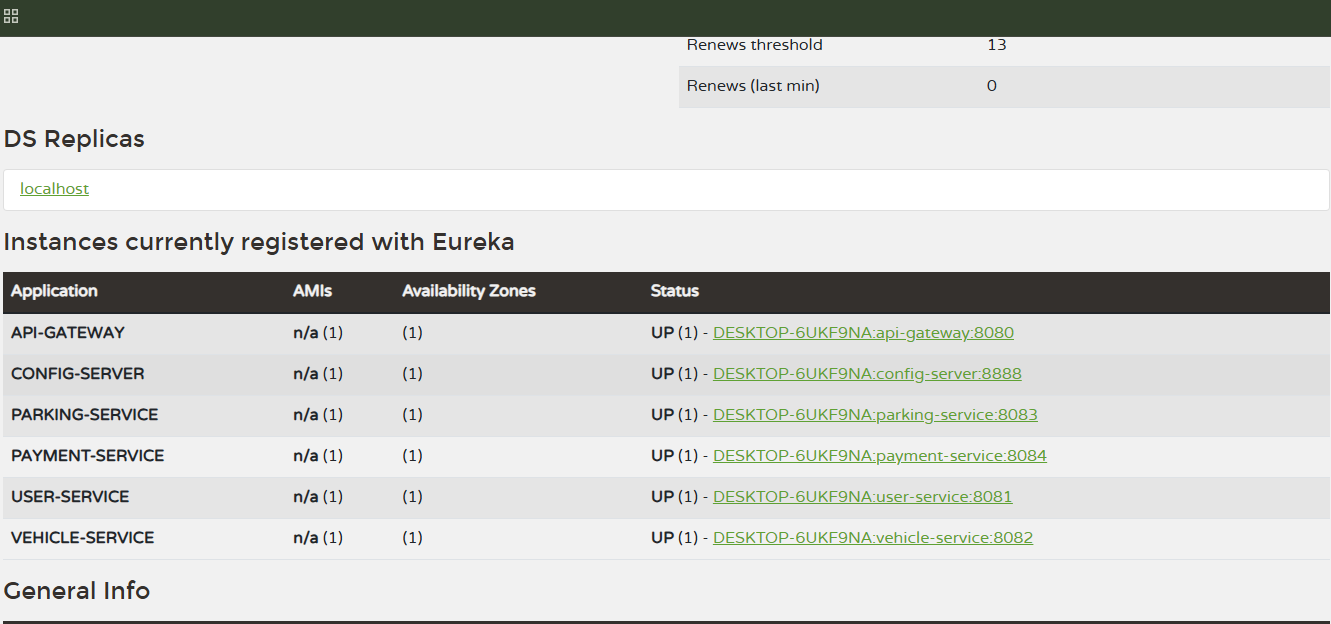 Renews threshold 13
Renews (last min) 0
DS Replicas
localhost
Instances currently registered with Eureka
Application AMIs Availability Zones Status
API-GATEWAY n/a (1) (1) UP (1) - DESKTOP-6UKF9NA:api-gateway:8080
CONFIG-SERVER n/a (1) (1) UP (1) - DESKTOP-6UKF9NA:config-server:8888
PARKING-SERVICE n/a (1) (1) UP (1) - DESKTOP-6UKF9NA:parking-service:8083
PAYMENT-SERVICE n/a (1) (1) UP (1) - DESKTOP-6UKF9NA:payment-service:8084
USER-SERVICE n/a (1) (1) UP (1) - DESKTOP-6UKF9NA:user-service:8081
VEHICLE-SERVICE n/a (1) (1) UP (1) - DESKTOP-6UKF9NA:vehicle-service:8082
General Info